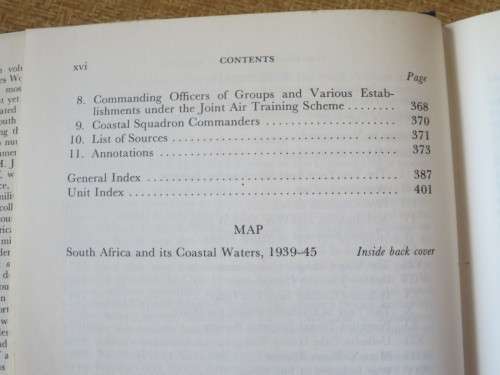 xvi
CONTENTS
Page
8. Commanding Officers of Groups and Various Estab-
lishments under the Joint Air Training Scheme ........ 368
9. Coastal Squadron Commanders ........................ 370
10. List of Sources ........................ 371
11. Annotations ........................ 373
General Index ........................ 387
Unit Index ........................ 401
MAP
South Africa and its Coastal Waters, 1939–45 Inside back cover